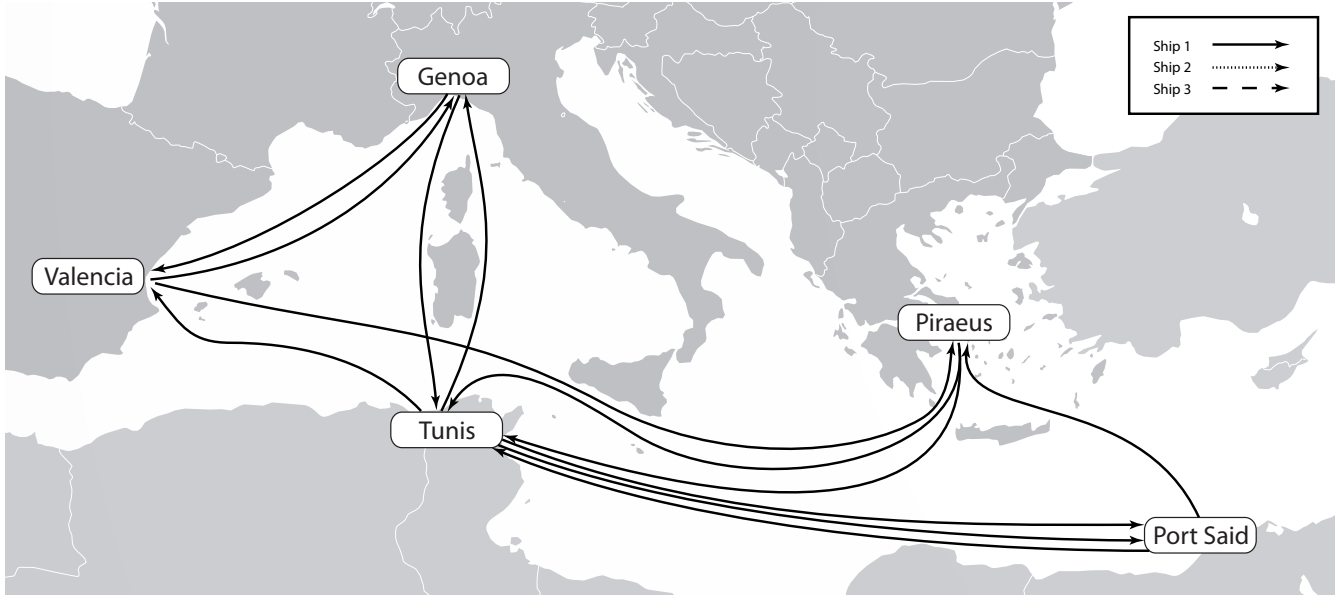 Genoa
Ship 1
Ship 2
Ship 3
Valencia
Piraeus
Tunis
Port Said